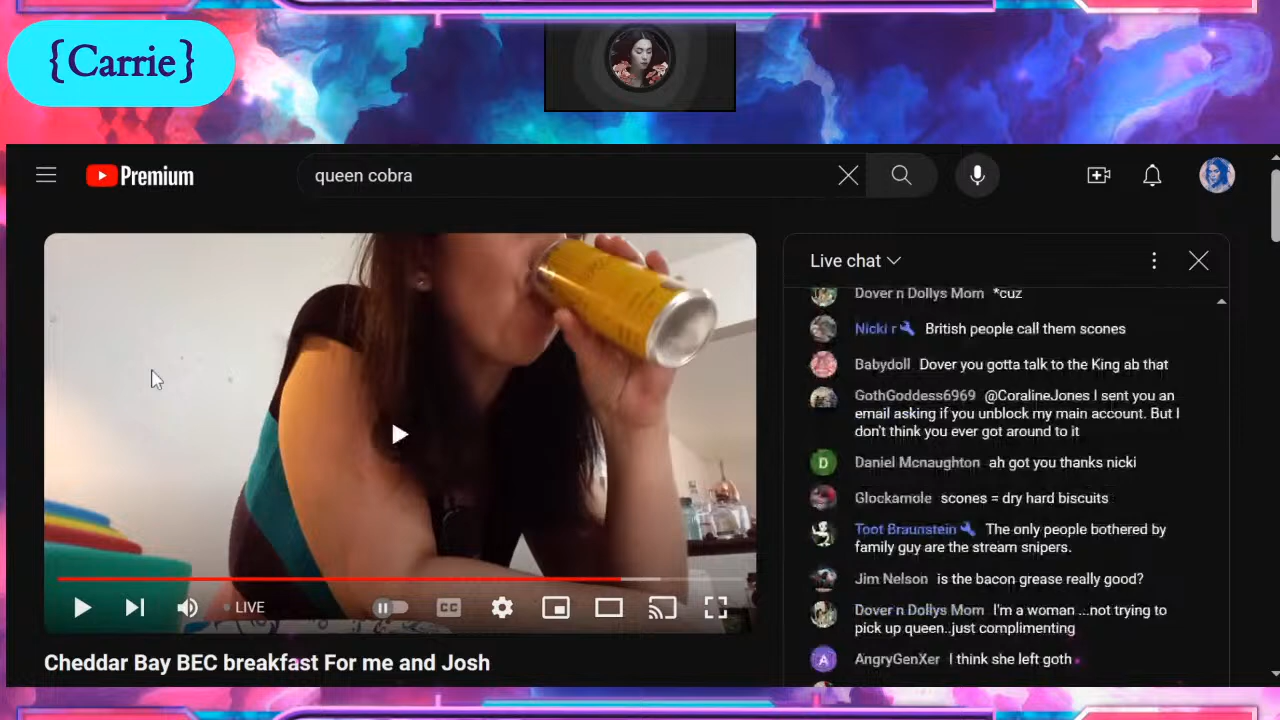 {Carrie}
Premium
queen cobra
Live chat
Dover n Dollys Mom *cuz
Nicki r British people call them scones
Babydoll Dover you gotta talk to the King ab that
GothGoddess6969 @CoralineJones I sent you an
email asking if you unblock my main account. But I
don't think you ever got around to it
D Daniel Mcnaughton ah got you thanks nicki
Glockamole scones = dry hard biscuits
Toot Braunstein The only people bothered by
family guy are the stream snipers.
Jim Nelson is the bacon grease really good?
Dover n Dollys Mom I'm a woman ...not trying to
pick up queen..just complimenting
A AngryGenXer I think she left goth
LIVE
CC
Cheddar Bay BEC breakfast For me and Josh